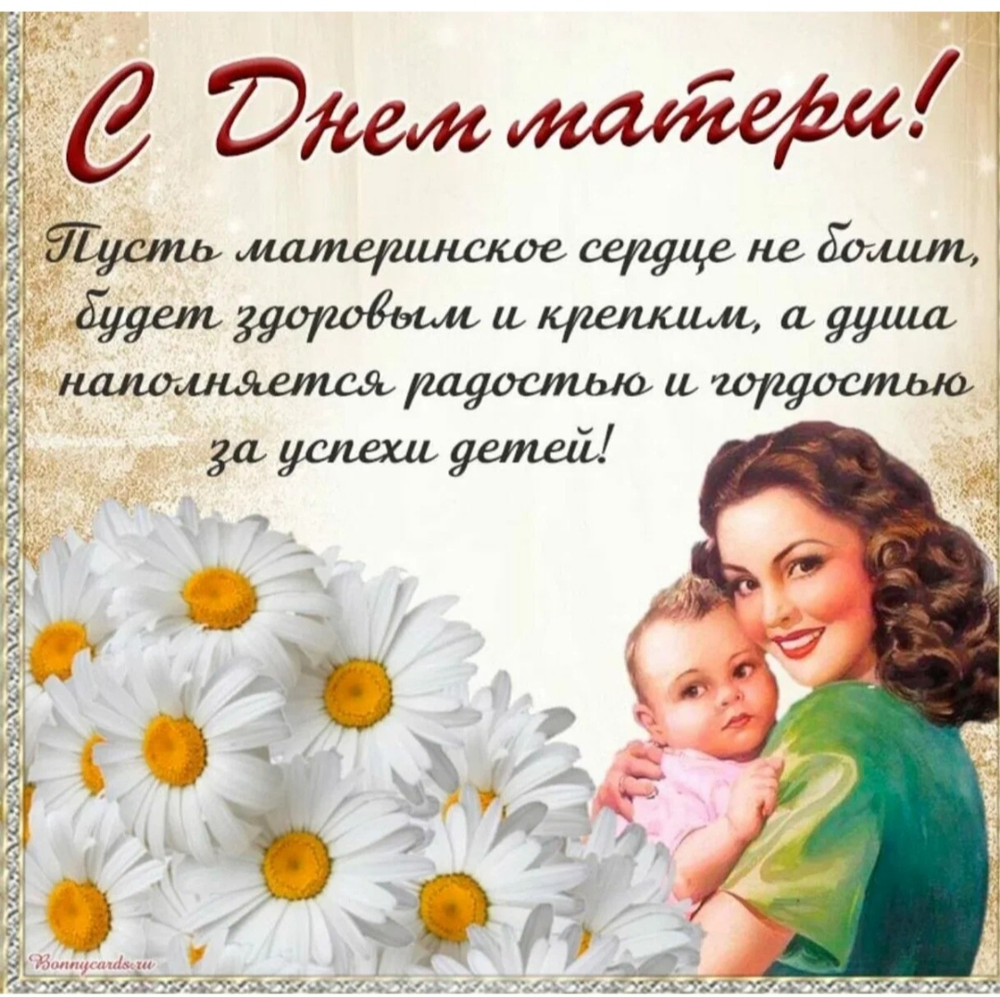 С Днем матери!
Пусть материнское сердце не болит,
будет здоровым и крепким, а душа
наполняется радостью и гордостью
за успехи детей!
Bonnycards.ru